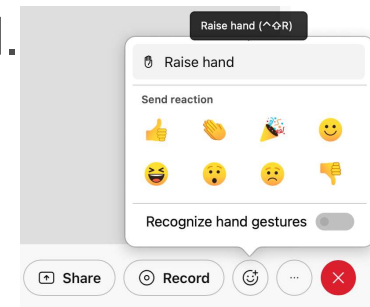 Raise hand (^⇧R)
Raise hand
Send reaction
Recognize hand gestures
Share
Record